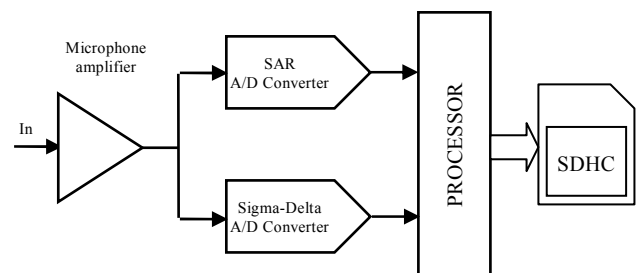 Microphone
amplifier
In
SAR
A/D Converter
Sigma-Delta
A/D Converter
PROCESSOR
SDHC